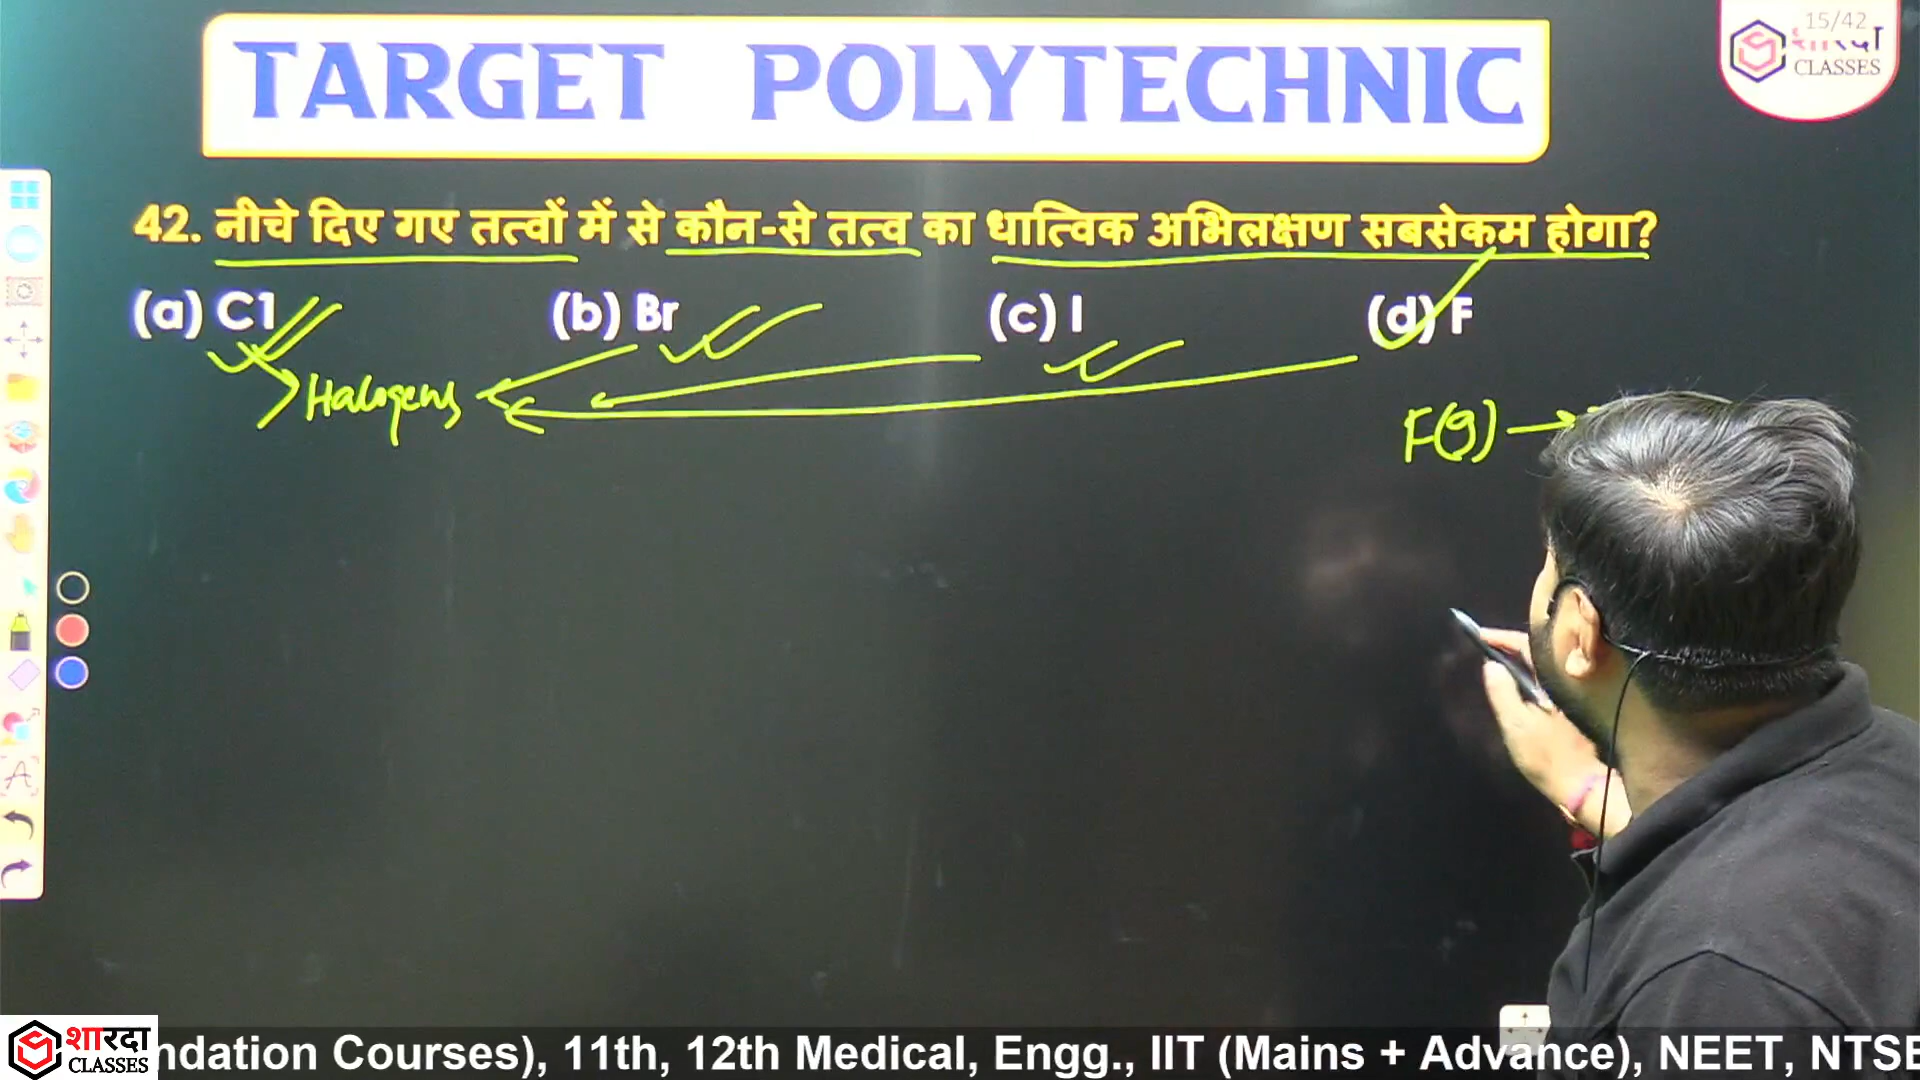 TARGET POLYTECHNIC
15/42
शारदा
CLASSES
42. नीचे दिए गए तत्वों में से कौन-से तत्व का धात्विक अभिलक्षण सबसेकम होगा?
(a) C1 (b) Br (c) I (d) F
Halogens
F(g) →
शारदा
CLASSES
ndation Courses), 11th, 12th Medical, Engg., IIT (Mains + Advance), NEET, NTSE